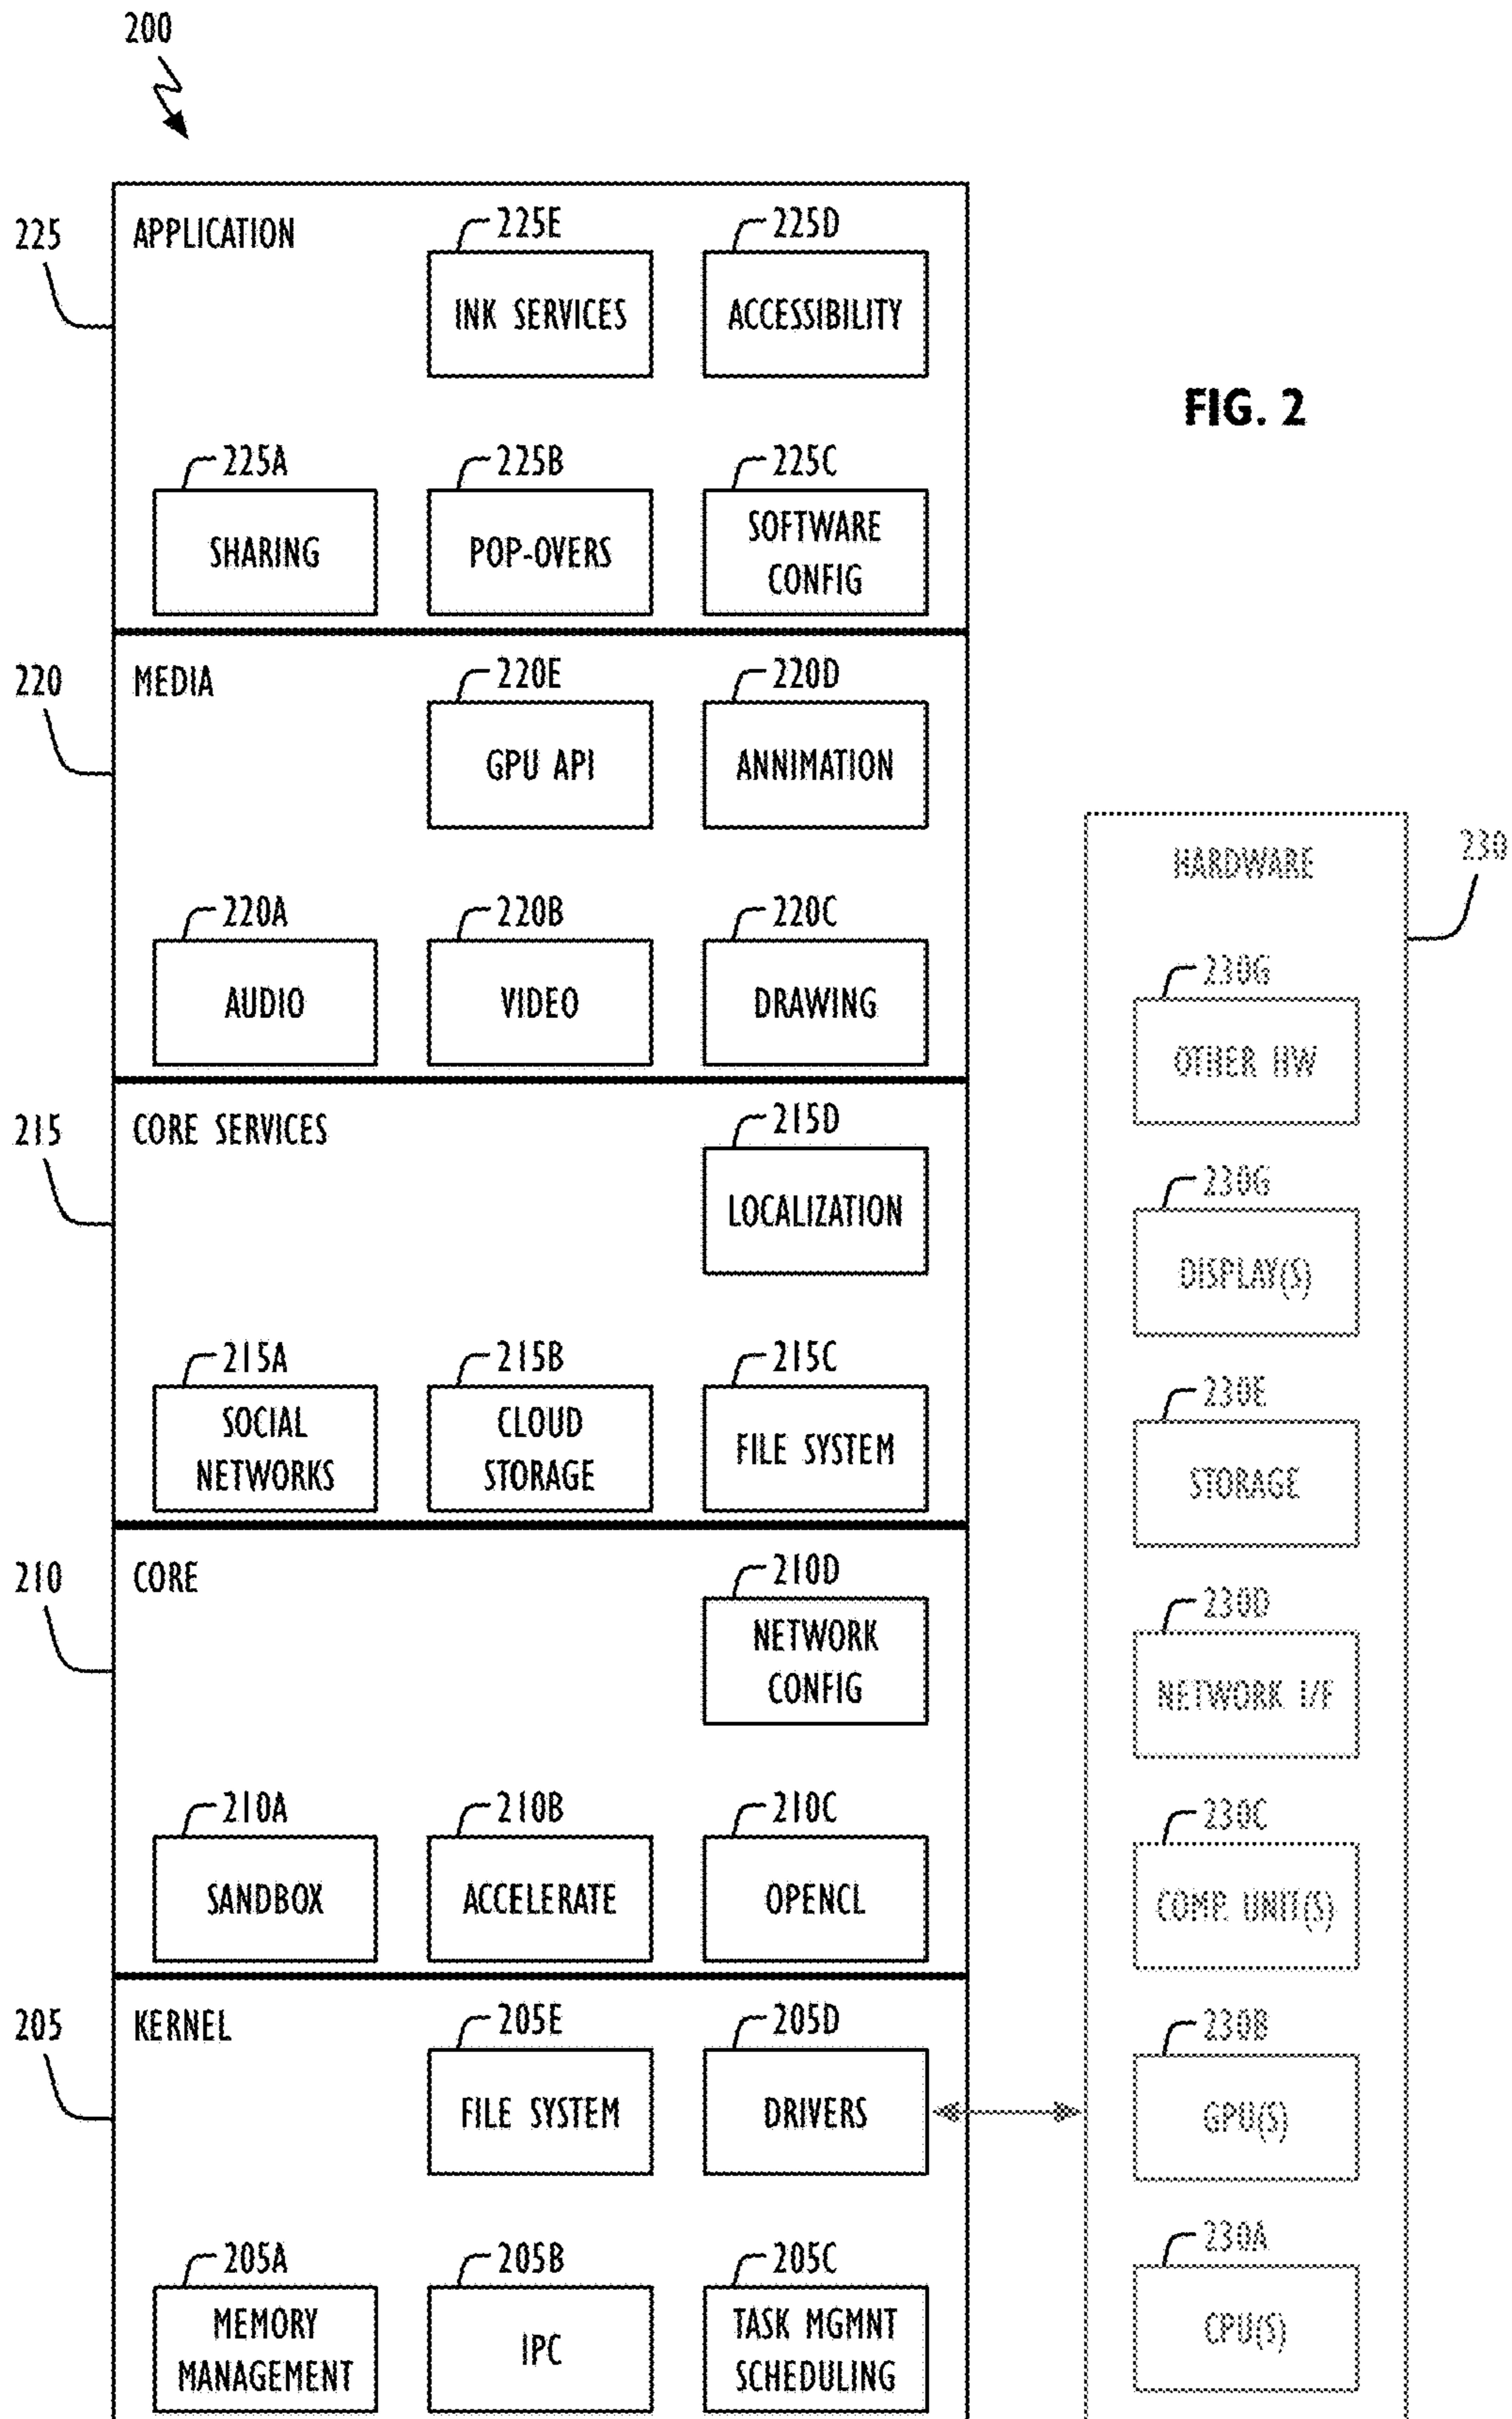 200
225
APPLICATION
225E
INK SERVICES
225D
ACCESSIBILITY
FIG. 2
225A
SHARING
225B
POP-OVERS
225C
SOFTWARE
CONFIG
220
MEDIA
220E
GPU API
220D
ANNIMATION
220A
AUDIO
220B
VIDEO
220C
DRAWING
215
CORE SERVICES
215D
LOCALIZATION
215A
SOCIAL
NETWORKS
215B
CLOUD
STORAGE
215C
FILE SYSTEM
210
CORE
210D
NETWORK
CONFIG
210A
SANDBOX
210B
ACCELERATE
210C
OPENCL
205
KERNEL
205E
FILE SYSTEM
205D
DRIVERS
205A
MEMORY
MANAGEMENT
205B
IPC
205C
TASK MGMNT
SCHEDULING
HARDWARE
230
230G
OTHER HW
230G
DISPLAY(S)
230E
STORAGE
230D
NETWORK I/F
230C
COMP. UNIT(S)
230B
GPU(S)
230A
CPU(S)